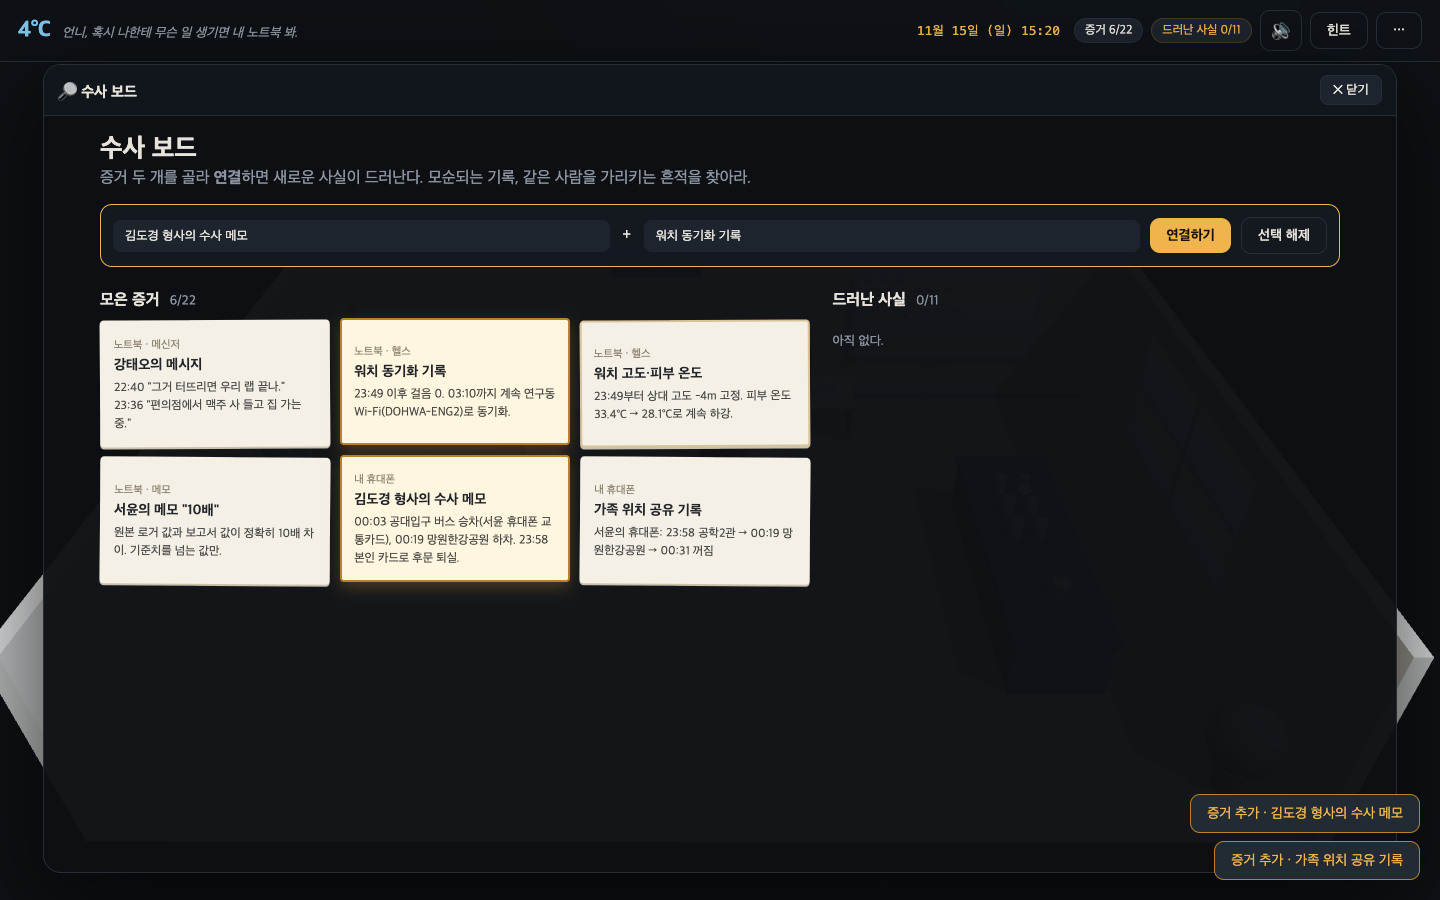 4°C 언니, 혹시 나한테 무슨 일 생기면 내 노트북 봐.
11월 15일 (일) 15:20
증거 6/22
드러난 사실 0/11
힌트
···
수사 보드
✕ 닫기
수사 보드
증거 두 개를 골라 연결하면 새로운 사실이 드러난다. 모순되는 기록, 같은 사람을 가리키는 흔적을 찾아라.
김도경 형사의 수사 메모
+
워치 동기화 기록
연결하기
선택 해제
모은 증거 6/22
노트북 · 메신저
강태오의 메시지
22:40 "그거 터뜨리면 우리 랩 끝나."
23:36 "편의점에서 맥주 사 들고 집 가는
중."
노트북 · 헬스
워치 동기화 기록
23:49 이후 걸음 0. 03:10까지 계속 연구동
Wi-Fi(DOHWA-ENG2)로 동기화.
노트북 · 헬스
워치 고도·피부 온도
23:49부터 상대 고도 -4m 고정. 피부 온도
33.4℃ → 28.1℃로 계속 하강.
노트북 · 메모
서윤의 메모 "10배"
원본 로거 값과 보고서 값이 정확히 10배 차
이. 기준치를 넘는 값만.
내 휴대폰
김도경 형사의 수사 메모
00:03 공대입구 버스 승차(서윤 휴대폰 교
통카드), 00:19 망원한강공원 하차. 23:58
본인 카드로 후문 퇴실.
내 휴대폰
가족 위치 공유 기록
서윤의 휴대폰: 23:58 공학2관 → 00:19 망
원한강공원 → 00:31 꺼짐
드러난 사실 0/11
아직 없다.
증거 추가 · 김도경 형사의 수사 메모
증거 추가 · 가족 위치 공유 기록